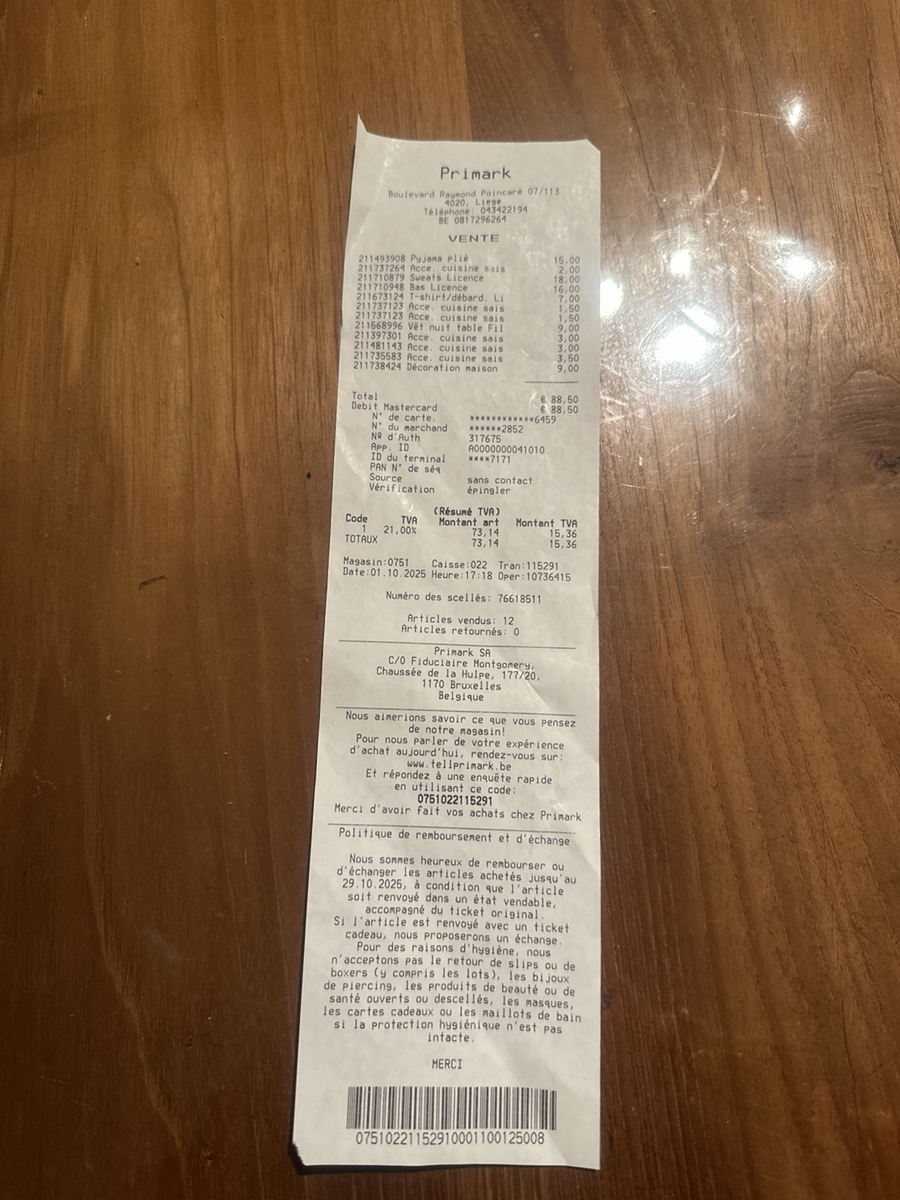 Primark
Boulevard Raymond Poincaré 07/113
4020, Liege
Téléphone: 043422194
BE 0817296264
VENTE
211493908 Pyjama plié 15,00
211737264 Acce. cuisine sais 2,00
211710879 Sweats Licence 18,00
211710948 Bas Licence 16,00
211673124 T-shirt/débard. Li 7,00
211737123 Acce. cuisine sais 1,50
211737123 Acce. cuisine sais 1,50
211568996 Vêt nuit table Fil 9,00
211397301 Acce. cuisine sais 3,00
211481143 Acce. cuisine sais 3,00
211735583 Acce. cuisine sais 3,50
211738424 Décoration maison 9,00
Total € 88,50
Debit Mastercard € 88,50
N° de carte. ************6459
N° du marchand ******2852
Nº d'Auth 317675
App. ID A0000000041010
ID du terminal ****7171
PAN N° de séq
Source sans contact
Vérification épingler
(Résumé TVA)
Code TVA Montant art Montant TVA
1 21,00% 73,14 15,36
TOTAUX 73,14 15,36
Magasin:0751 Caisse:022 Tran:115291
Date:01.10.2025 Heure:17:18 Oper:10736415
Numéro des scellés: 76618511
Articles vendus: 12
Articles retournés: 0
Primark SA
C/O Fiduciaire Montgomery,
Chaussée de la Hulpe, 177/20,
1170 Bruxelles
Belgique
Nous aimerions savoir ce que vous pensez
de notre magasin!
Pour nous parler de votre expérience
d'achat aujourd'hui, rendez-vous sur:
www.tellprimark.be
Et répondez à une enquête rapide
en utilisant ce code:
0751022115291
Merci d'avoir fait vos achats chez Primark
Politique de remboursement et d'échange
Nous sommes heureux de rembourser ou
d'échanger les articles achetés jusqu'au
29.10.2025, à condition que l'article
soit renvoyé dans un état vendable,
accompagné du ticket original.
Si l'article est renvoyé avec un ticket
cadeau, nous proposerons un échange.
Pour des raisons d'hygiène, nous
n'acceptons pas le retour de slips ou de
boxers (y compris les lots), les bijoux
de piercing, les produits de beauté ou de
santé ouverts ou descellés, les masques,
les cartes cadeaux ou les maillots de bain
si la protection hygiénique n'est pas
intacte.
MERCI
07510221152910001100125008